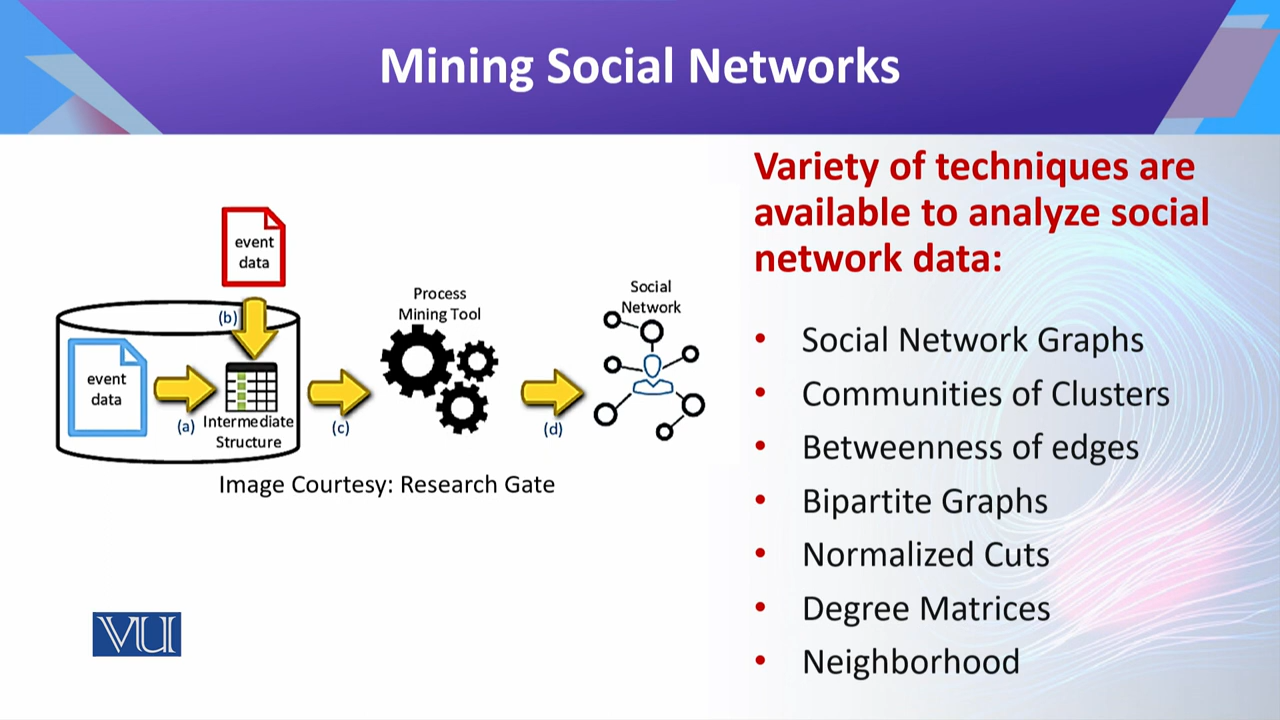 Mining Social Networks
event
data
(b)
event
data
(a)
Intermediate
Structure
(c)
Process
Mining Tool
(d)
Social
Network
Image Courtesy: Research Gate
VU
Variety of techniques are
available to analyze social
network data:
• Social Network Graphs
• Communities of Clusters
• Betweenness of edges
• Bipartite Graphs
• Normalized Cuts
• Degree Matrices
• Neighborhood